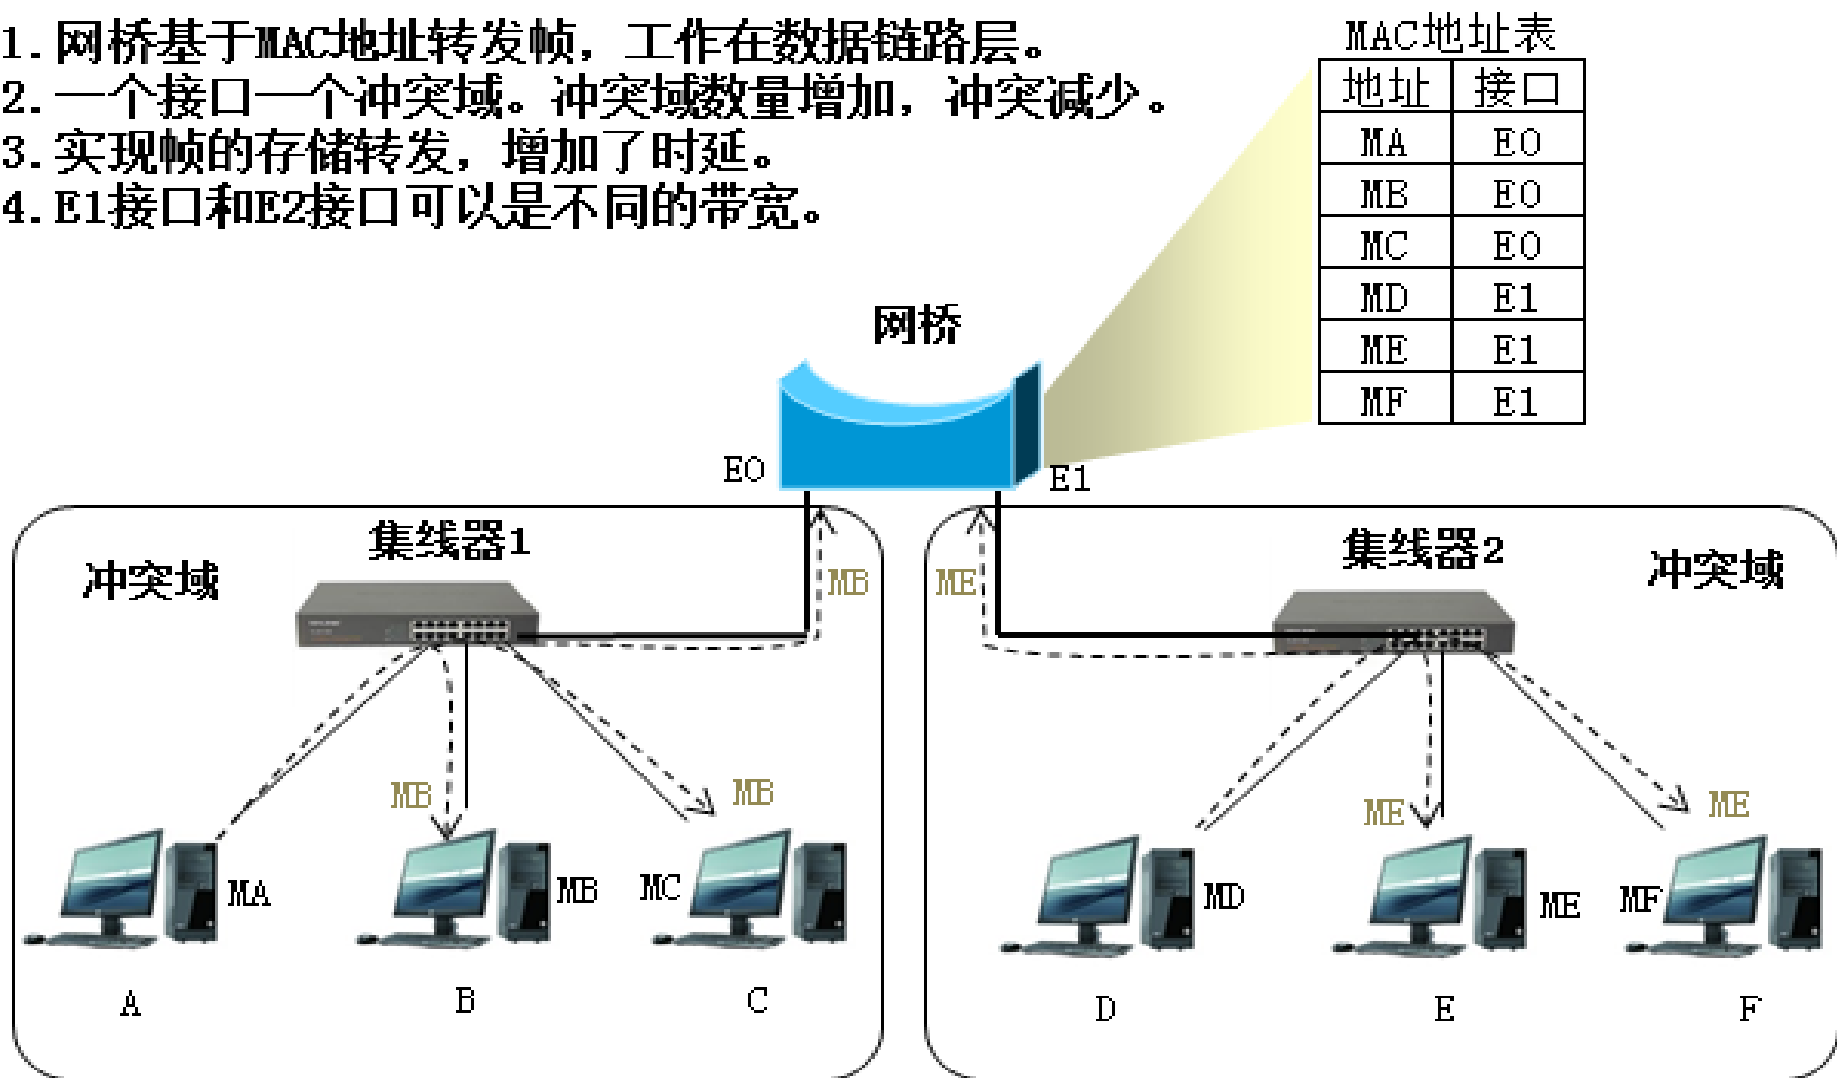 1.网桥基于MAC地址转发帧，工作在数据链路层。
2.一个接口一个冲突域。冲突域数量增加，冲突减少。
3.实现帧的存储转发，增加了时延。
4.E1接口和E2接口可以是不同的带宽。
MAC地址表
地址 接口
MA E0
MB E0
MC E0
MD E1
ME E1
MF E1
网桥
E0
E1
集线器1
冲突域
MB
ME
集线器2
冲突域
MB
MB
ME
ME
MA
MB
MC
MD
ME
MF
A
B
C
D
E
F